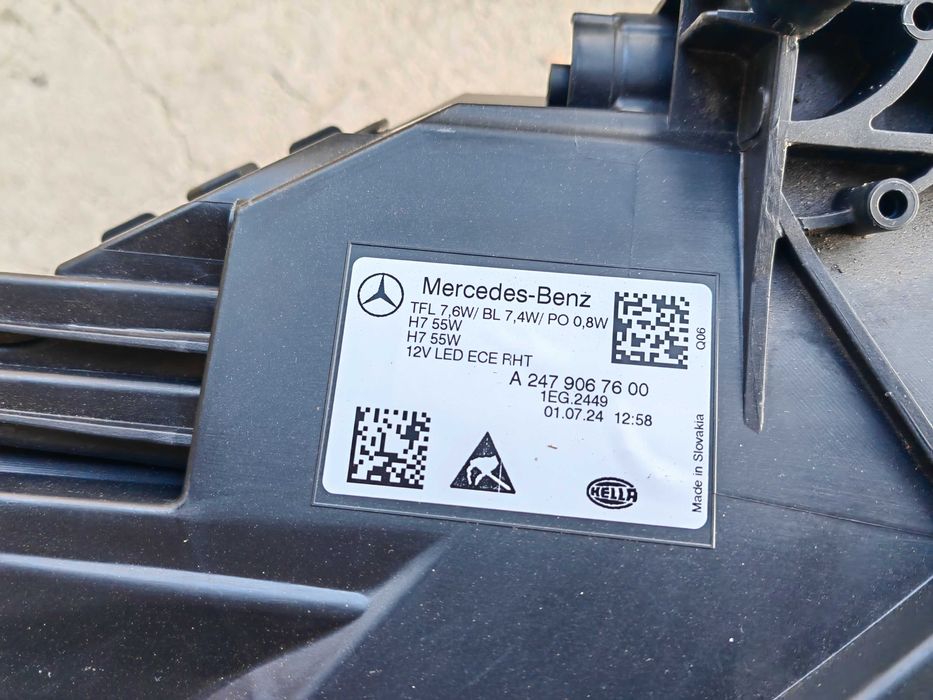 Mercedes-Benz
TFL 7,6W/ BL 7,4W/ PO 0,8W
H7 55W
H7 55W
12V LED ECE RHT
Q06
A 247 906 76 00
1EG.2449
01.07.24 12:58
Made in Slovakia
HELLA